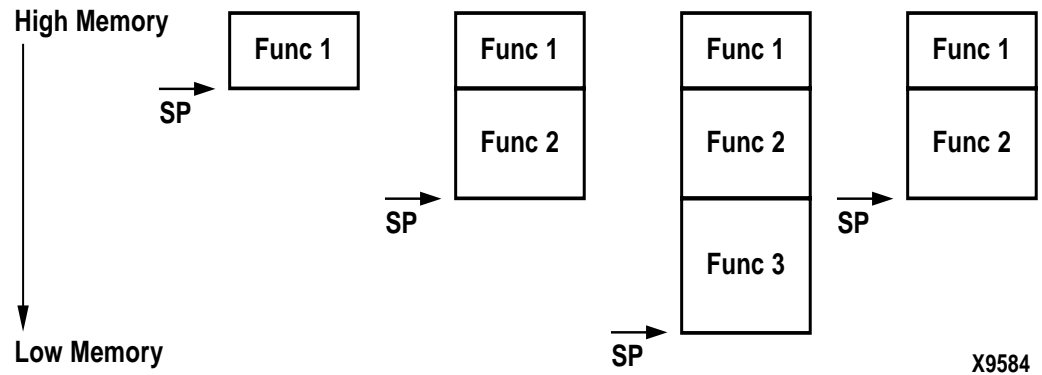 High Memory
Func 1
Func 1
Func 1
Func 1
SP
Func 2
Func 2
Func 2
SP
SP
Func 3
Low Memory
SP
X9584